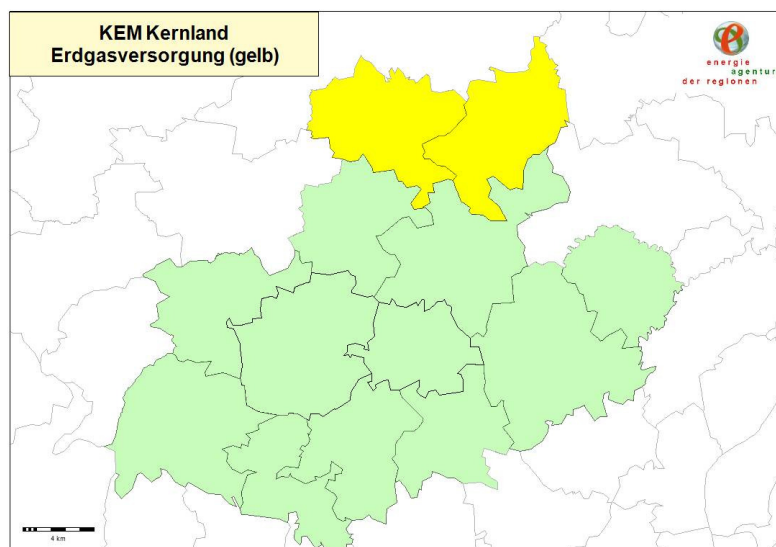 KEM Kernland
Erdgasversorgung (gelb)
energie
agentur
der regionen
4 km